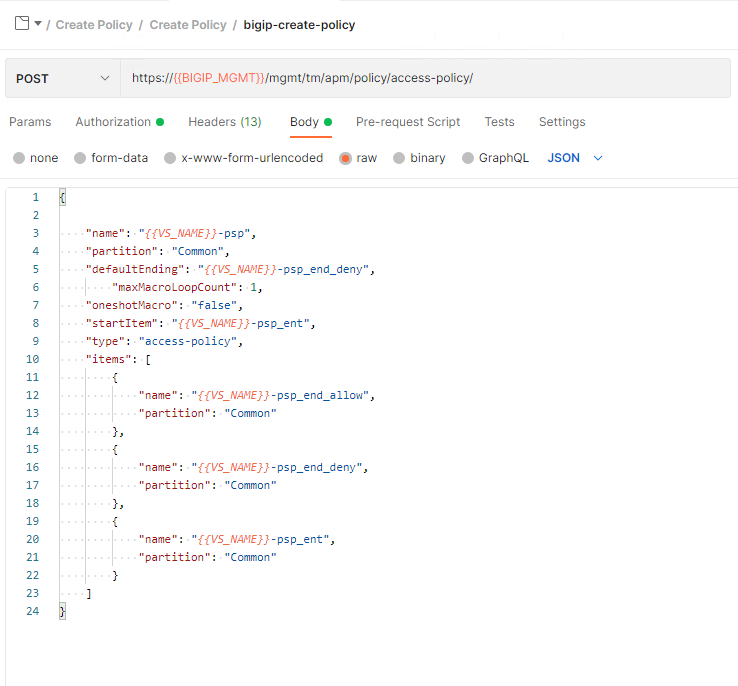 / Create Policy / Create Policy / bigip-create-policy
POST https://{{BIGIP_MGMT}}/mgmt/tm/apm/policy/access-policy/
Params Authorization Headers (13) Body Pre-request Script Tests Settings
none form-data x-www-form-urlencoded raw binary GraphQL JSON
1 {
2
3 "name": "{{VS_NAME}}-psp",
4 "partition": "Common",
5 "defaultEnding": "{{VS_NAME}}-psp_end_deny",
6 "maxMacroLoopCount": 1,
7 "oneshotMacro": "false",
8 "startItem": "{{VS_NAME}}-psp_ent",
9 "type": "access-policy",
10 "items": [
11 {
12 "name": "{{VS_NAME}}-psp_end_allow",
13 "partition": "Common"
14 },
15 {
16 "name": "{{VS_NAME}}-psp_end_deny",
17 "partition": "Common"
18 },
19 {
20 "name": "{{VS_NAME}}-psp_ent",
21 "partition": "Common"
22 }
23 ]
24 }